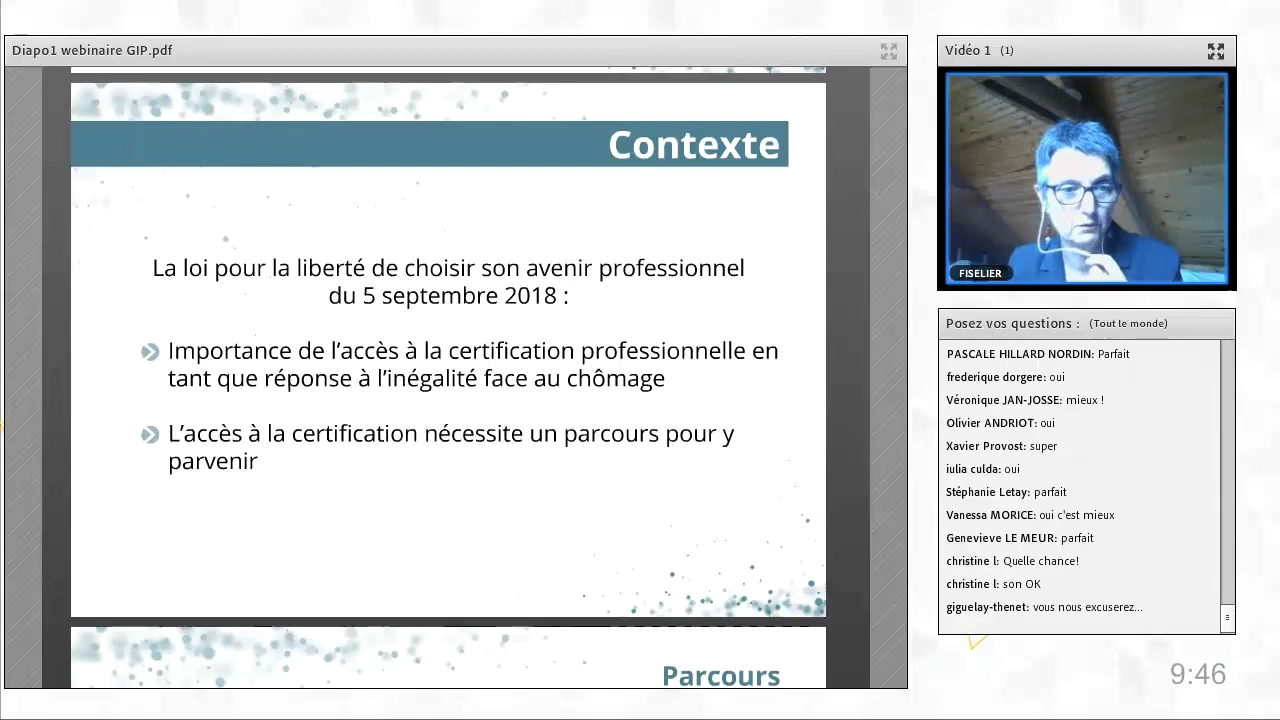 Diapo1 webinaire GIP.pdf
Contexte
La loi pour la liberté de choisir son avenir professionnel
du 5 septembre 2018 :
Importance de l’accès à la certification professionnelle en
tant que réponse à l’inégalité face au chômage
L’accès à la certification nécessite un parcours pour y
parvenir
Parcours
Vidéo 1 (1)
FISELIER
Posez vos questions : (Tout le monde)
PASCALE HILLARD NORDIN: Parfait
frederique dorgere: oui
Véronique JAN-JOSSE: mieux !
Olivier ANDRIOT: oui
Xavier Provost: super
iulia culda: oui
Stéphanie Letay: parfait
Vanessa MORICE: oui c'est mieux
Genevieve LE MEUR: parfait
christine l: Quelle chance!
christine l: son OK
giguelay-thenet: vous nous excuserez...
9:46